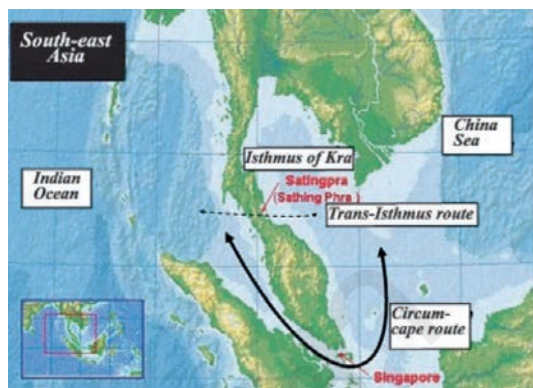 South-east
Asia
China
Sea
Isthmus of Kra
Satingpra
(Sathing Phra )
Indian
Ocean
Trans-Isthmus route
Circum-
cape route
Singapore